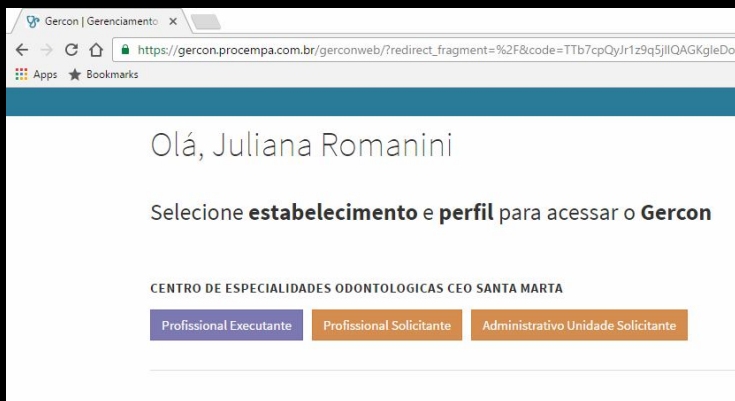 Gercon | Gerenciamento
https://gercon.procempa.com.br/gerconweb/?redirect_fragment=%2F&code=TTb7cpQyJr1z9q5jIlQAGKgleDo
Apps Bookmarks
Olá, Juliana Romanini
Selecione estabelecimento e perfil para acessar o Gercon
CENTRO DE ESPECIALIDADES ODONTOLOGICAS CEO SANTA MARTA
Profissional Executante Profissional Solicitante Administrativo Unidade Solicitante